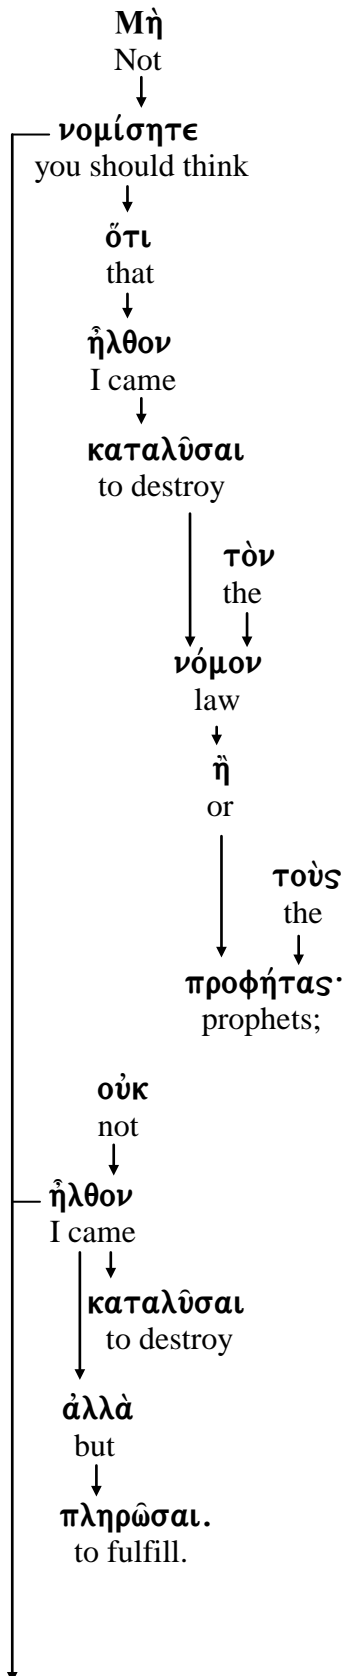 Μὴ
Not
νομίσητε
you should think
ὅτι
that
ἦλθον
I came
καταλῦσαι
to destroy
τὸν
the
νόμον
law
ἢ
or
τοὺς
the
προφήτας·
prophets;
οὐκ
not
ἦλθον
I came
καταλῦσαι
to destroy
ἀλλὰ
but
πληρῶσαι.
to fulfill.